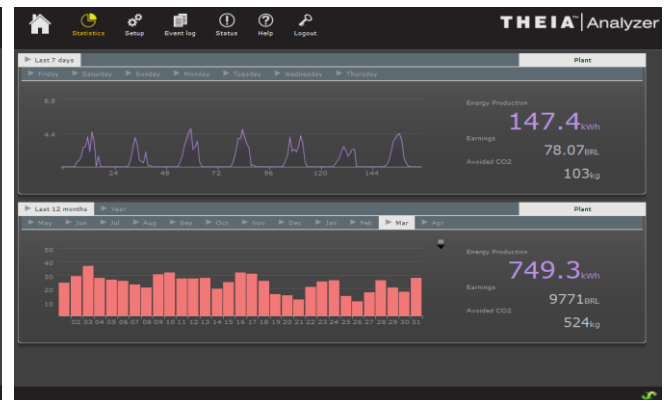 Statistics Setup Event log Status Help Logout
THEIA™ Analyzer
Last 7 days Plant
Friday Saturday Sunday Monday Tuesday Wednesday Thursday
8.8
4.4
24 48 72 96 120 144
Energy Production
147.4kWh
Earnings
78.07BRL
Avoided CO2
103kg
Last 12 months Year Plant
May Jun Jul Aug Sep Oct Nov Dec Jan Feb Mar Apr
50
40
30
20
10
02 03 04 05 06 07 08 09 10 11 12 13 14 15 16 17 18 19 20 21 22 23 24 25 26 27 28 29 30 31
Energy Production
749.3kWh
Earnings
9771BRL
Avoided CO2
524kg